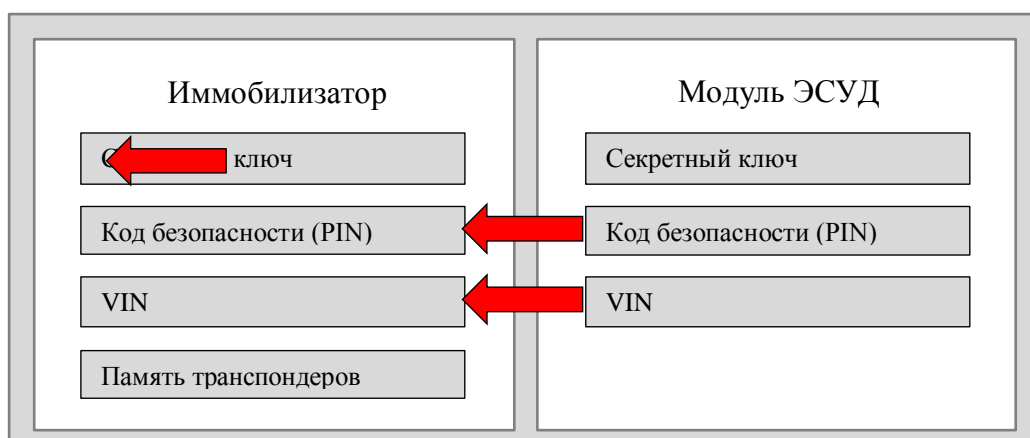 Иммобилизатор
ключ
Код безопасности (PIN)
VIN
Память транспондеров
Модуль ЭСУД
Секретный ключ
Код безопасности (PIN)
VIN